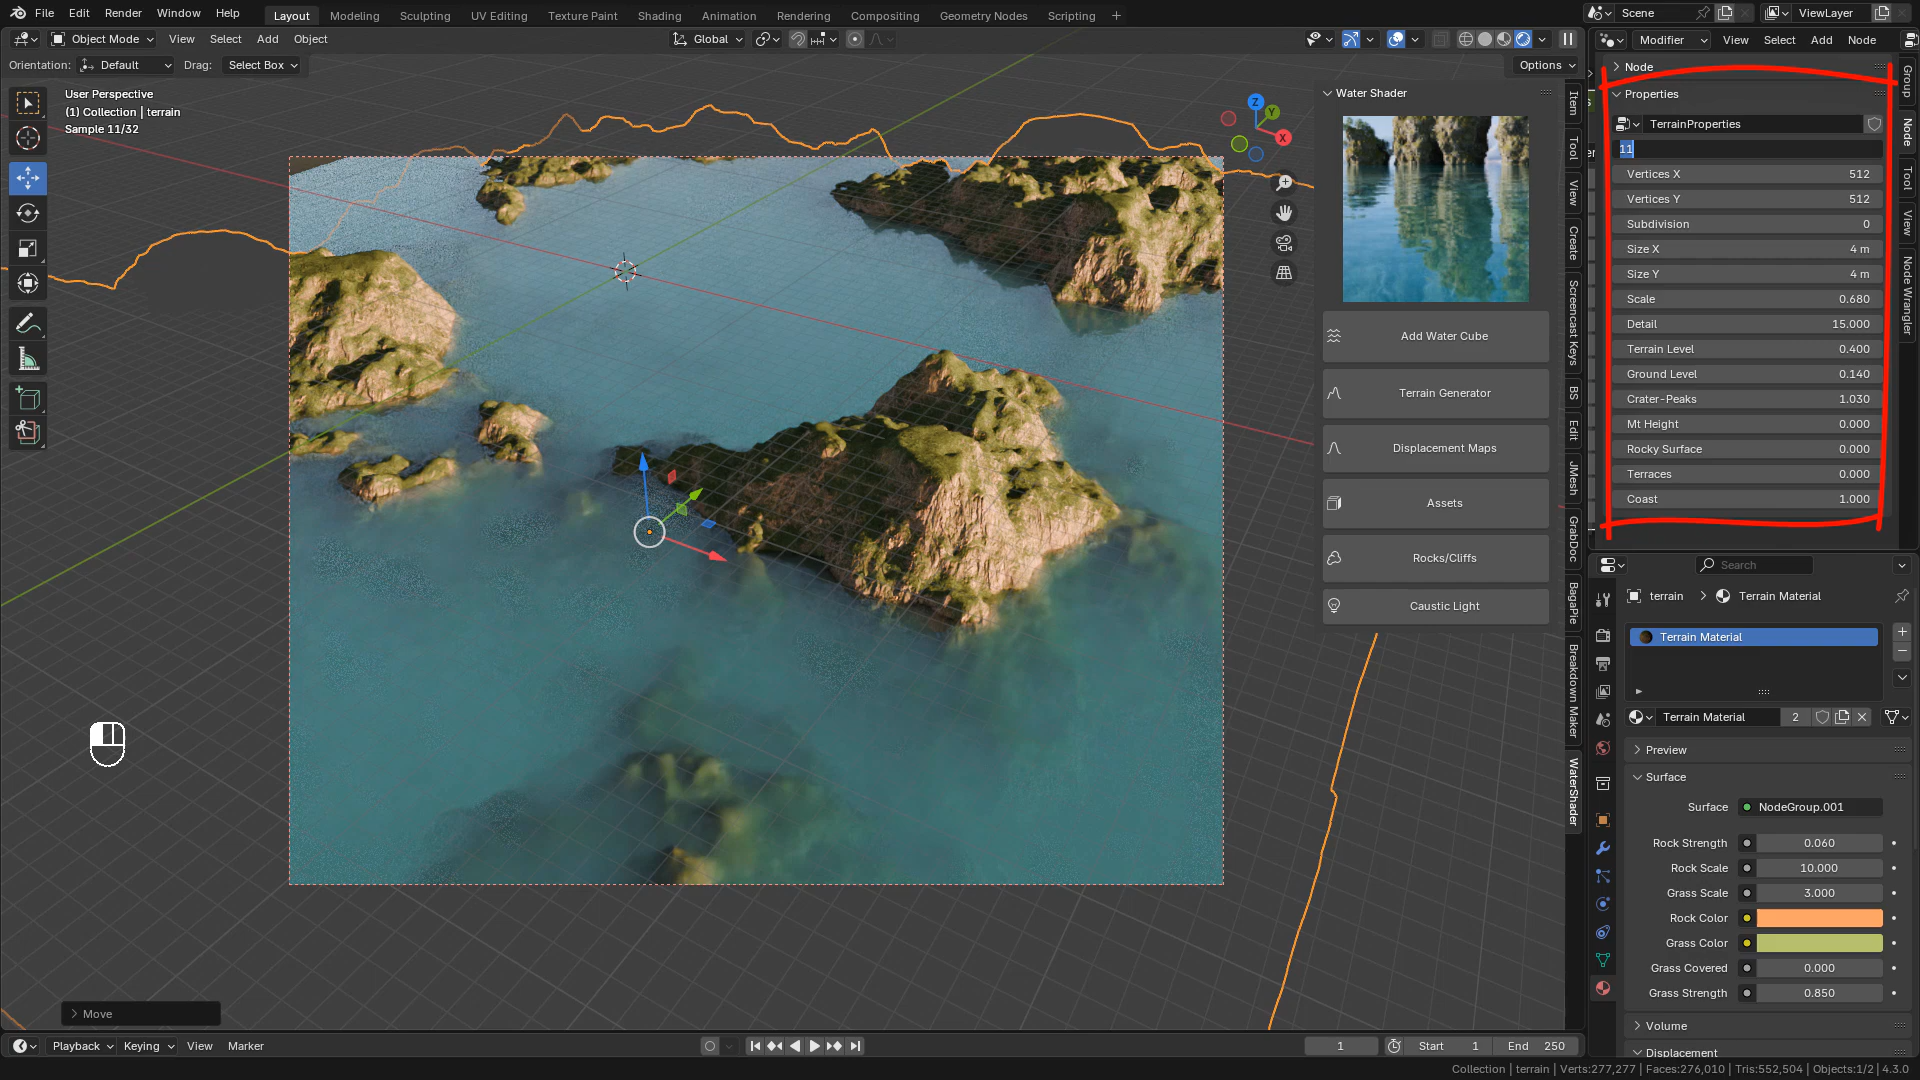 File Edit Render Window Help Layout Modeling Sculpting UV Editing Texture Paint Shading Animation Rendering Compositing Geometry Nodes Scripting + Scene ViewLayer
Object Mode View Select Add Object Global Modifier View Select Add Node
Orientation: Default Drag: Select Box Options
User Perspective
(1) Collection | terrain
Sample 11/32
Z
Y
X
Water Shader
Add Water Cube
Terrain Generator
Displacement Maps
Assets
Rocks/Cliffs
Caustic Light
Item
Tool
View
Create
Screencast Keys
BS
Edit
JMesh
GrabDoc
BagaPie
Breakdown Maker
WaterShader
Node
Properties
TerrainProperties
11
Vertices X 512
Vertices Y 512
Subdivision 0
Size X 4 m
Size Y 4 m
Scale 0.680
Detail 15.000
Terrain Level 0.400
Ground Level 0.140
Crater-Peaks 1.030
Mt Height 0.000
Rocky Surface 0.000
Terraces 0.000
Coast 1.000
Group
Node
Tool
View
Node Wrangler
Search
terrain > Terrain Material
Terrain Material
Terrain Material 2
Preview
Surface
Surface NodeGroup.001
Rock Strength 0.060
Rock Scale 10.000
Grass Scale 3.000
Rock Color
Grass Color
Grass Covered 0.000
Grass Strength 0.850
Volume
Displacement
Move
Playback Keying View Marker 1 Start 1 End 250
Collection | terrain | Verts:277,277 | Faces:276,010 | Tris:552,504 | Objects:1/2 | 4.3.0